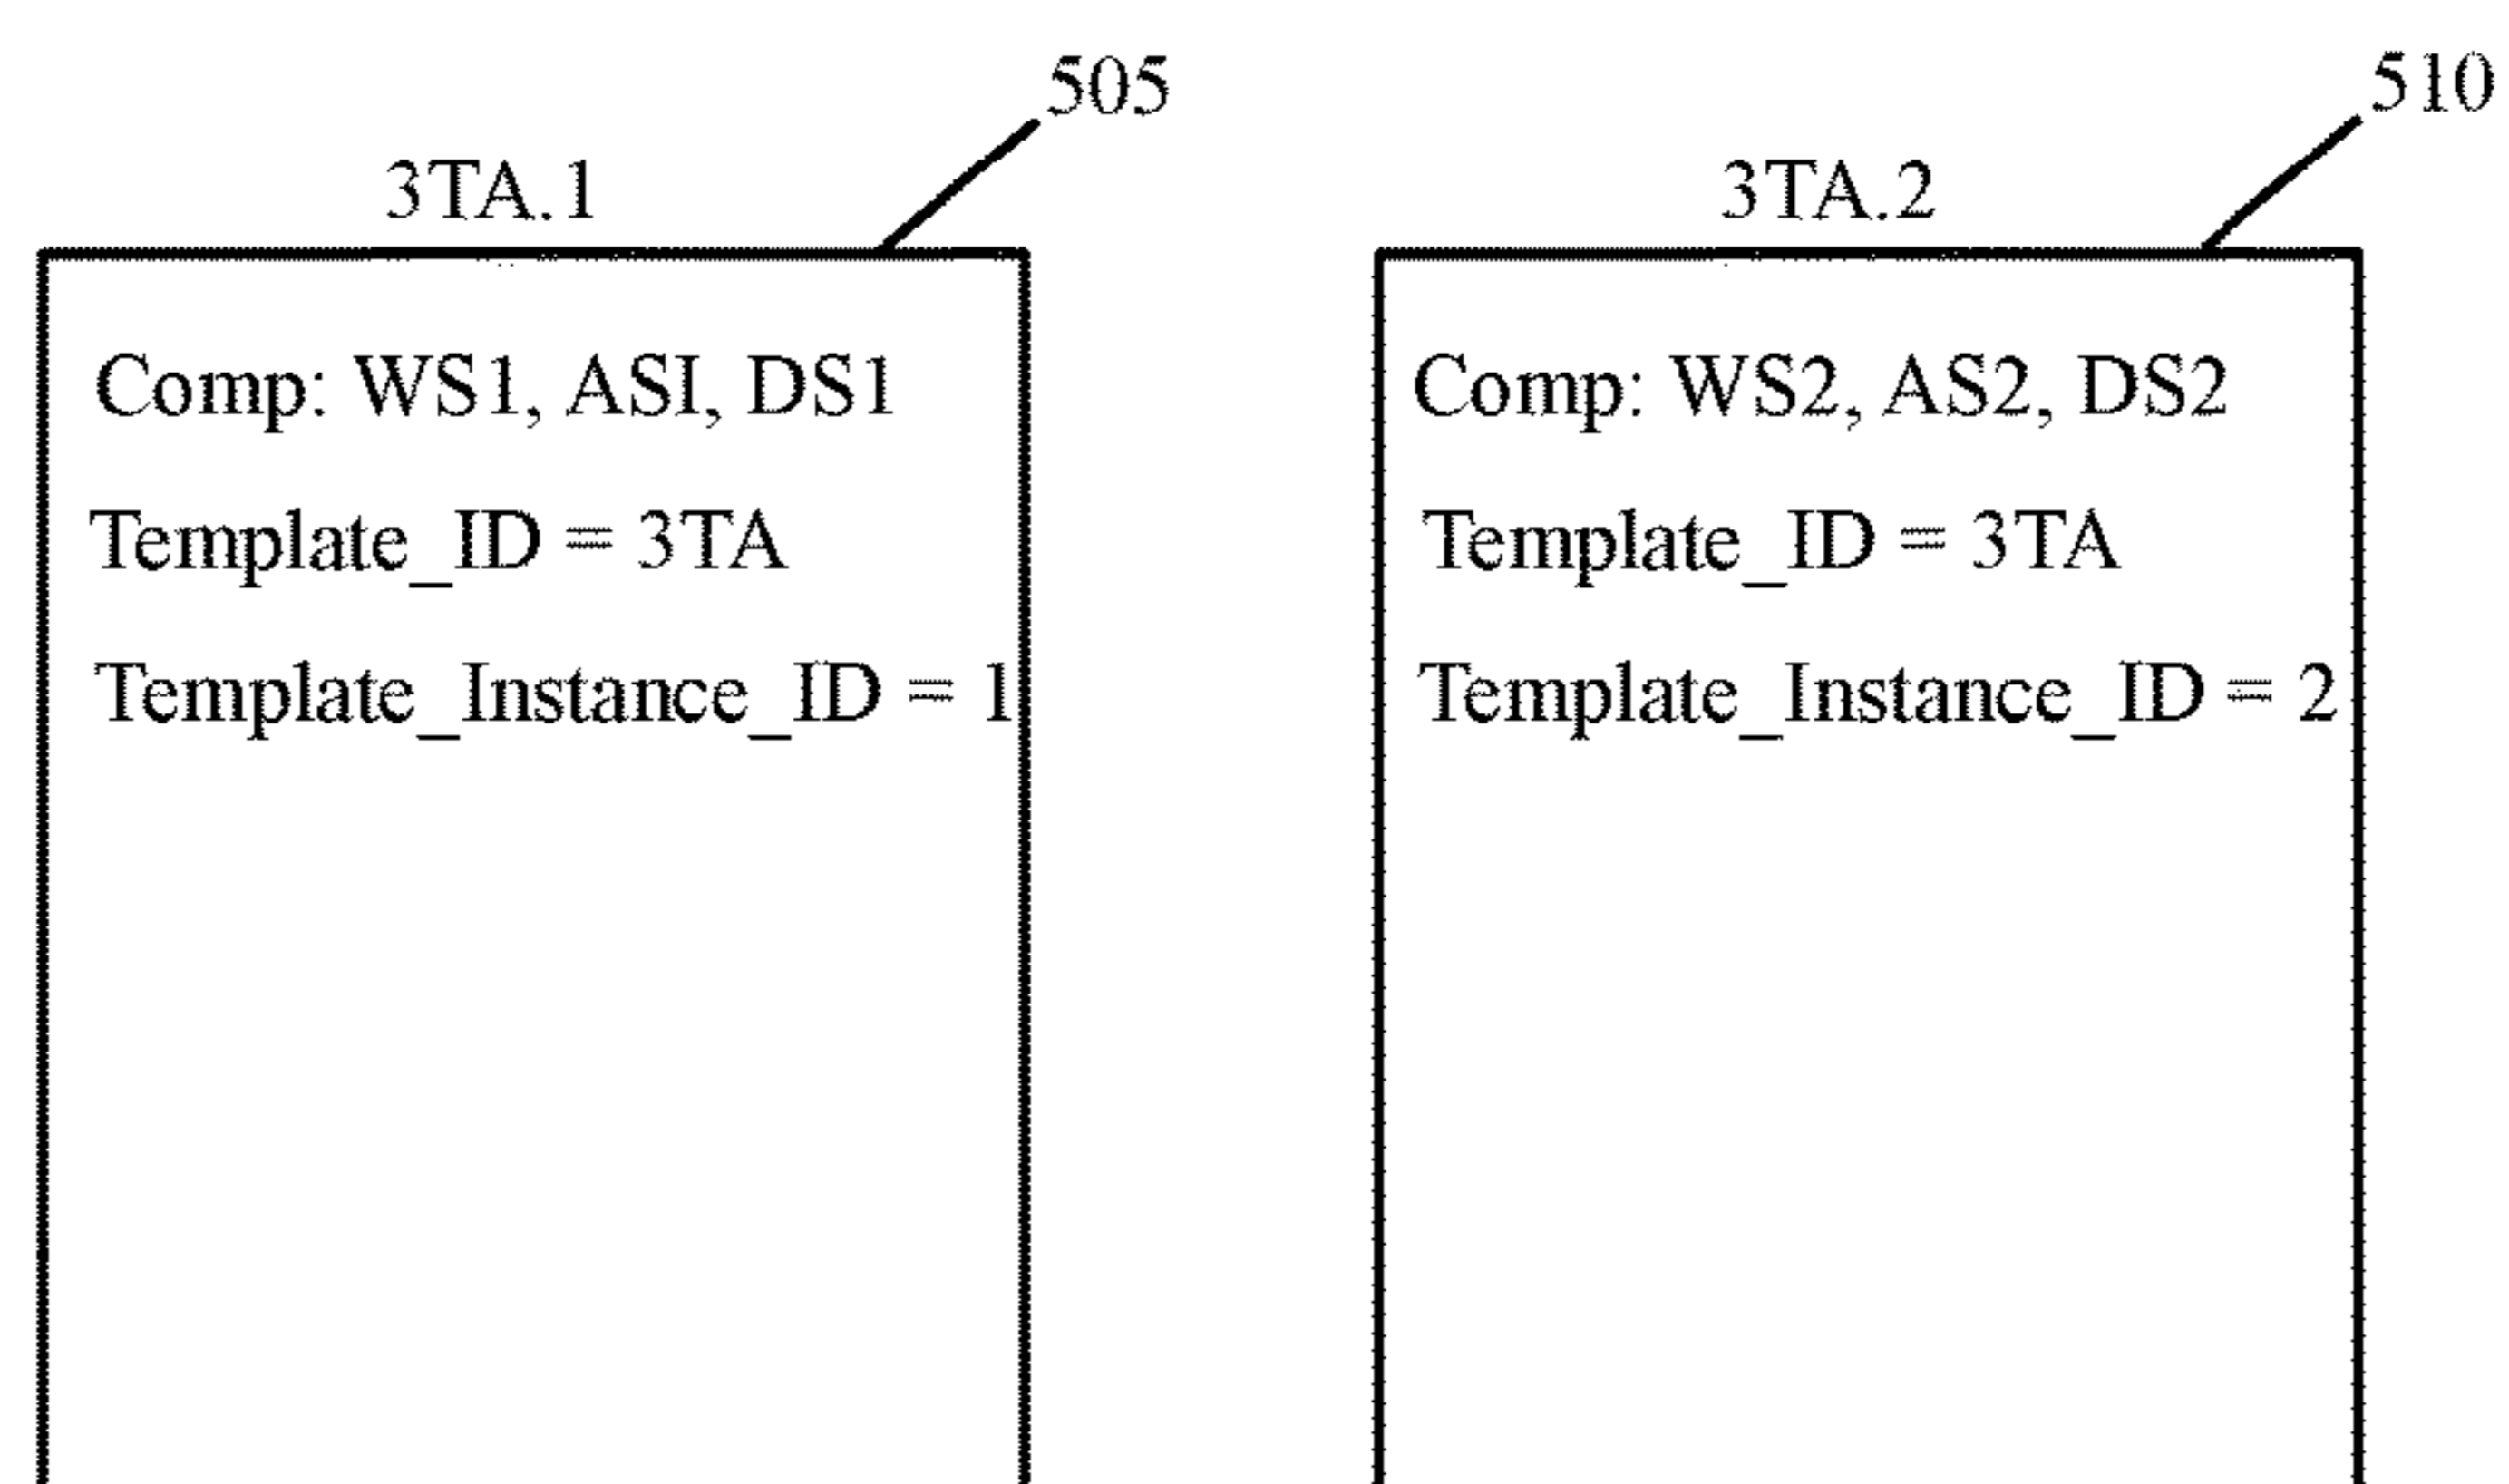 505
3TA.1
Comp: WS1, ASI, DS1
Template_ID = 3TA
Template_Instance_ID = 1
510
3TA.2
Comp: WS2, AS2, DS2
Template_ID = 3TA
Template_Instance_ID = 2